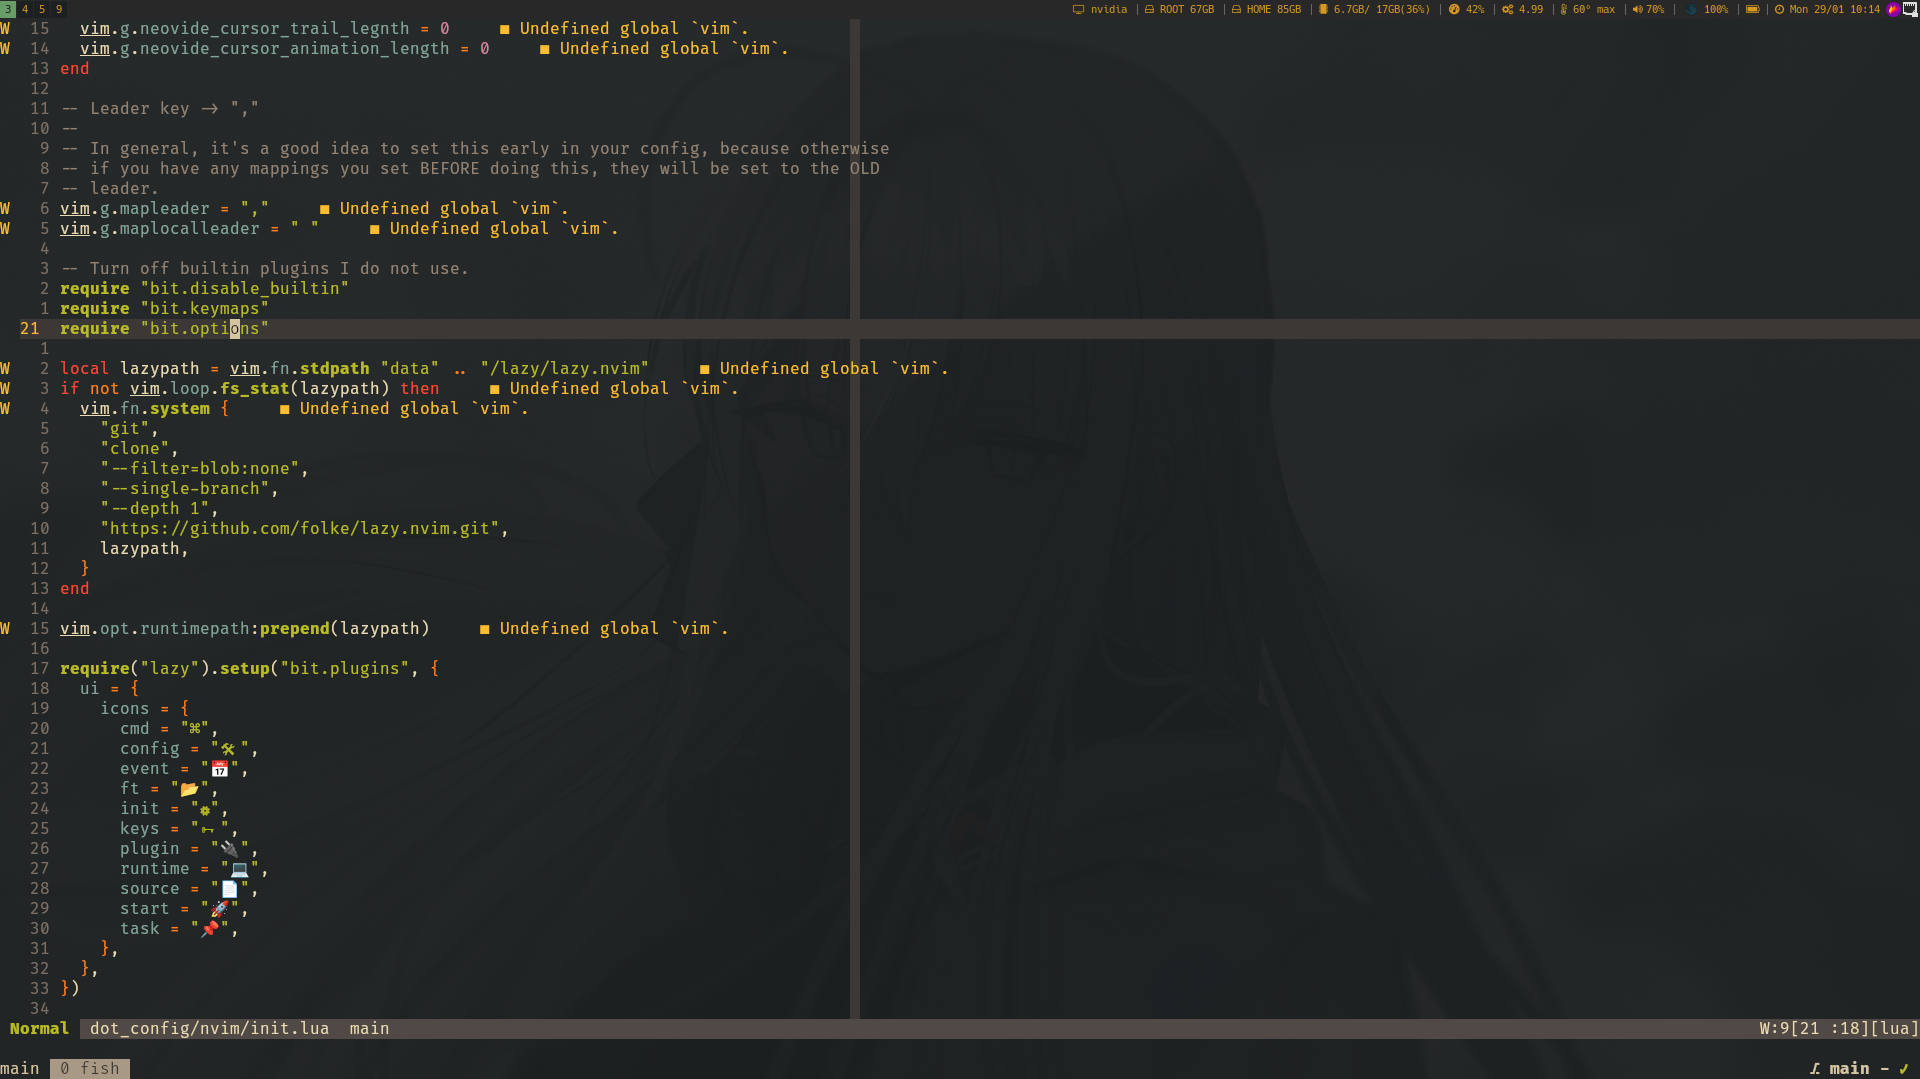 3 4 5 9 nvidia | ROOT 67GB | HOME 85GB | 6.7GB/ 17GB(36%) | 42% | 4.99 | 60° max | 70% | 100% | | Mon 29/01 10:14
W 15 vim.g.neovide_cursor_trail_legnth = 0 ■ Undefined global `vim`.
W 14 vim.g.neovide_cursor_animation_length = 0 ■ Undefined global `vim`.
13 end
12
11 -- Leader key -> ","
10 --
9 -- In general, it's a good idea to set this early in your config, because otherwise
8 -- if you have any mappings you set BEFORE doing this, they will be set to the OLD
7 -- leader.
W 6 vim.g.mapleader = "," ■ Undefined global `vim`.
W 5 vim.g.maplocalleader = " " ■ Undefined global `vim`.
4
3 -- Turn off builtin plugins I do not use.
2 require "bit.disable_builtin"
1 require "bit.keymaps"
21 require "bit.options"
1
W 2 local lazypath = vim.fn.stdpath "data" .. "/lazy/lazy.nvim" ■ Undefined global `vim`.
W 3 if not vim.loop.fs_stat(lazypath) then ■ Undefined global `vim`.
W 4 vim.fn.system { ■ Undefined global `vim`.
5 "git",
6 "clone",
7 "--filter=blob:none",
8 "--single-branch",
9 "--depth 1",
10 "https://github.com/folke/lazy.nvim.git",
11 lazypath,
12 }
13 end
14
W 15 vim.opt.runtimepath:prepend(lazypath) ■ Undefined global `vim`.
16
17 require("lazy").setup("bit.plugins", {
18 ui = {
19 icons = {
20 cmd = "⌘",
21 config = "🛠 ",
22 event = "📅",
23 ft = "📂",
24 init = "⚙",
25 keys = "🗝 ",
26 plugin = "🔌",
27 runtime = "💻",
28 source = "📄",
29 start = "🚀",
30 task = "📌",
31 },
32 },
33 })
34
Normal dot_config/nvim/init.lua main W:9[21 :18][lua]
main 0 fish main - ✓